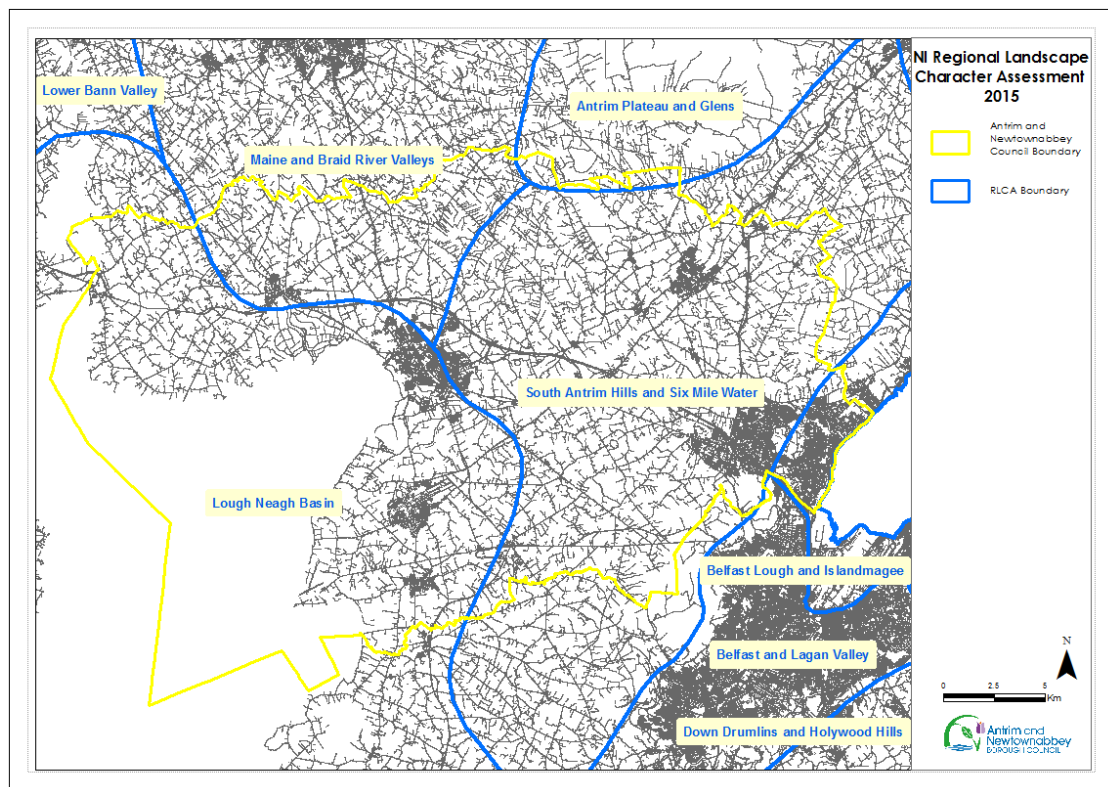 NI Regional Landscape
Character Assessment
2015
Antrim and
Newtownabbey
Council Boundary
RLCA Boundary
Lower Bann Valley
Antrim Plateau and Glens
Maine and Braid River Valleys
South Antrim Hills and Six Mile Water
Lough Neagh Basin
Belfast Lough and Islandmagee
Belfast and Lagan Valley
Down Drumlins and Holywood Hills
N
0 2.5 5
Km
Antrim and
Newtownabbey
BOROUGH COUNCIL